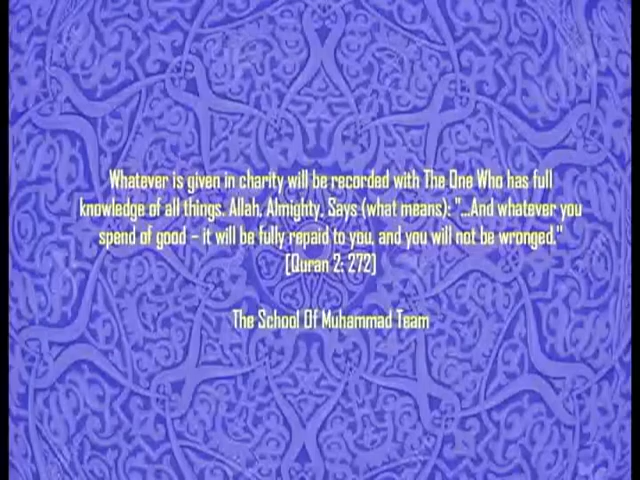 Whatever is given in charity will be recorded with The One Who has full
knowledge of all things. Allah, Almighty, Says (what means): "...And whatever you
spend of good – it will be fully repaid to you, and you will not be wronged."
[Quran 2: 272]
The School Of Muhammad Team